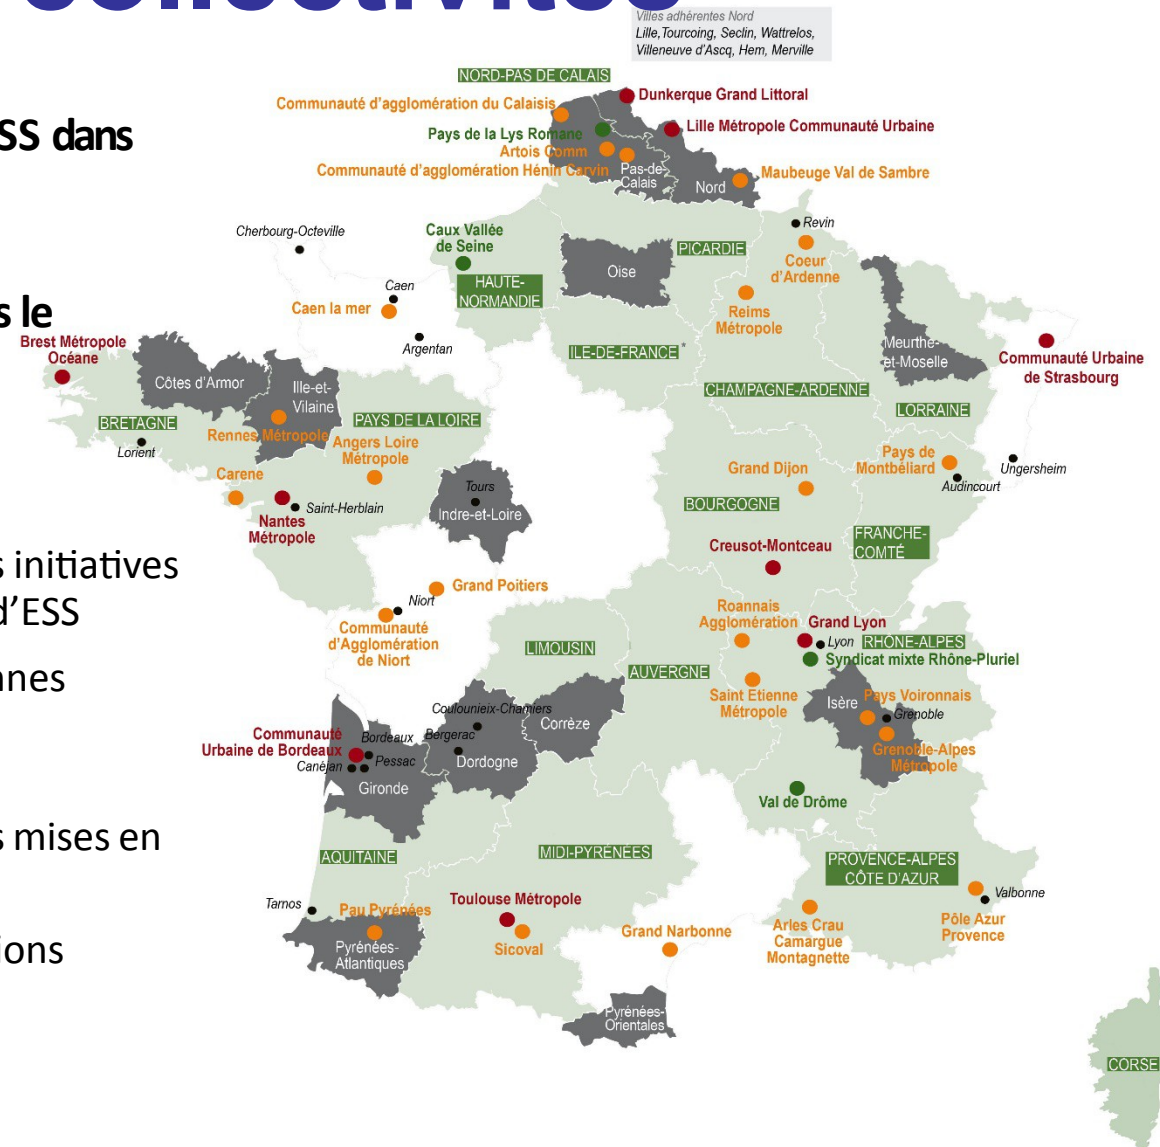 collectivités
Villes adhérentes Nord
Lille,Tourcoing, Seclin, Wattrelos,
Villeneuve d'Ascq, Hem, Merville
ESS dans
s le
s initiatives
d'ESS
nnes
s mises en
ions
NORD-PAS DE CALAIS
Communauté d'agglomération du Calaisis
Dunkerque Grand Littoral
Pays de la Lys Romane
Lille Métropole Communauté Urbaine
Artois Comm
Communauté d'agglomération Hénin Carvin
Pas-de-
Calais
Nord
Maubeuge Val de Sambre
Cherbourg-Octeville
Caux Vallée
de Seine
Revin
PICARDIE
Coeur
d'Ardenne
Oise
HAUTE-
NORMANDIE
Caen
Caen la mer
Argentan
Reims
Métropole
ILE-DE-FRANCE *
Meurthe-
et-Moselle
Communauté Urbaine
de Strasbourg
Brest Métropole
Océane
Côtes d'Armor
Ille-et-
Vilaine
CHAMPAGNE-ARDENNE
LORRAINE
BRETAGNE
PAYS DE LA LOIRE
Rennes Métropole
Lorient
Angers Loire
Métropole
Carene
Saint-Herblain
Nantes
Métropole
Tours
Indre-et-Loire
Grand Dijon
Pays de
Montbéliard
Audincourt
Ungersheim
BOURGOGNE
FRANCHE-
COMTÉ
Creusot-Montceau
Grand Poitiers
Niort
Communauté
d'Agglomération
de Niort
Roannais
Agglomération
Grand Lyon
Lyon
RHÔNE-ALPES
Syndicat mixte Rhône-Pluriel
LIMOUSIN
AUVERGNE
Saint Etienne
Métropole
Isère
Pays Voironnais
Grenoble
Grenoble-Alpes
Métropole
Coulounieix-Chamiers
Corrèze
Bergerac
Dordogne
Communauté
Urbaine de Bordeaux
Bordeaux
Canéjan
Pessac
Gironde
Val de Drôme
AQUITAINE
MIDI-PYRÉNÉES
PROVENCE-ALPES
CÔTE D'AZUR
Valbonne
Tarnos
Pau Pyrénées
Pyrénées-
Atlantiques
Toulouse Métropole
Sicoval
Grand Narbonne
Arles Crau
Camargue
Montagnette
Pôle Azur
Provence
Pyrénées-
Orientales
CORSE